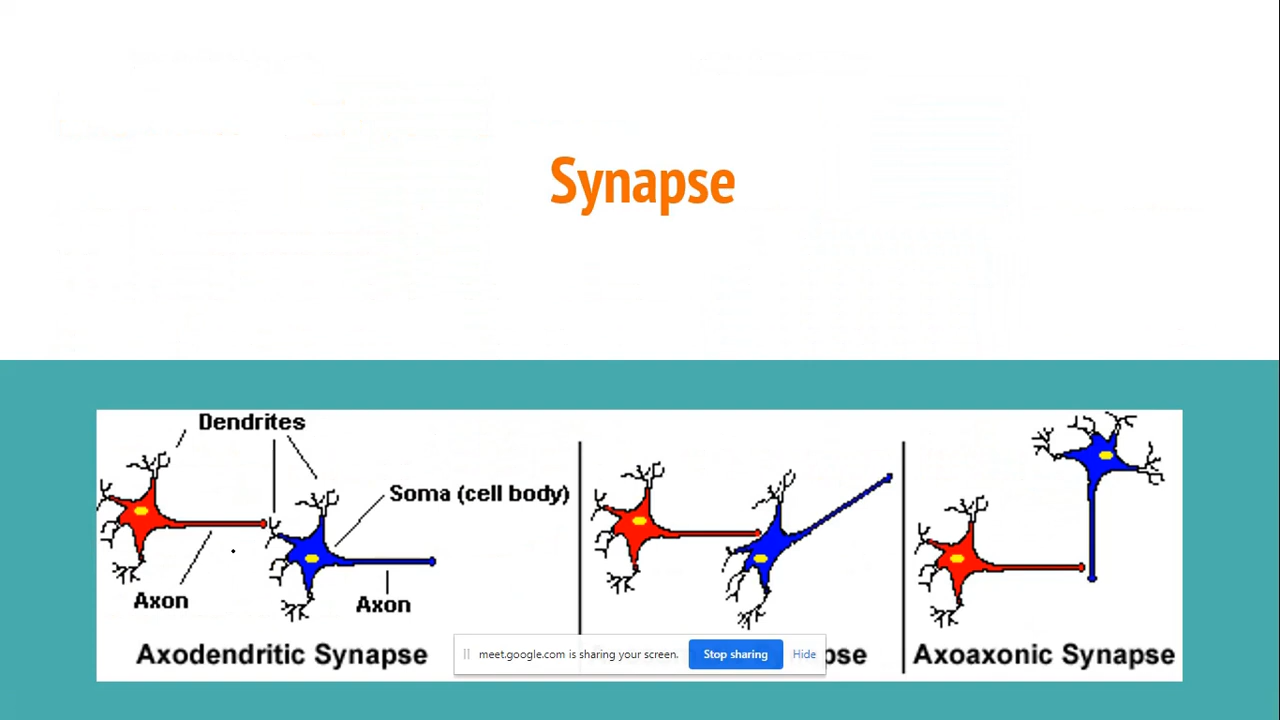 Synapse
Dendrites
Soma (cell body)
Axon
Axon
Axodendritic Synapse
pse
Axoaxonic Synapse
meet.google.com is sharing your screen.
Stop sharing
Hide